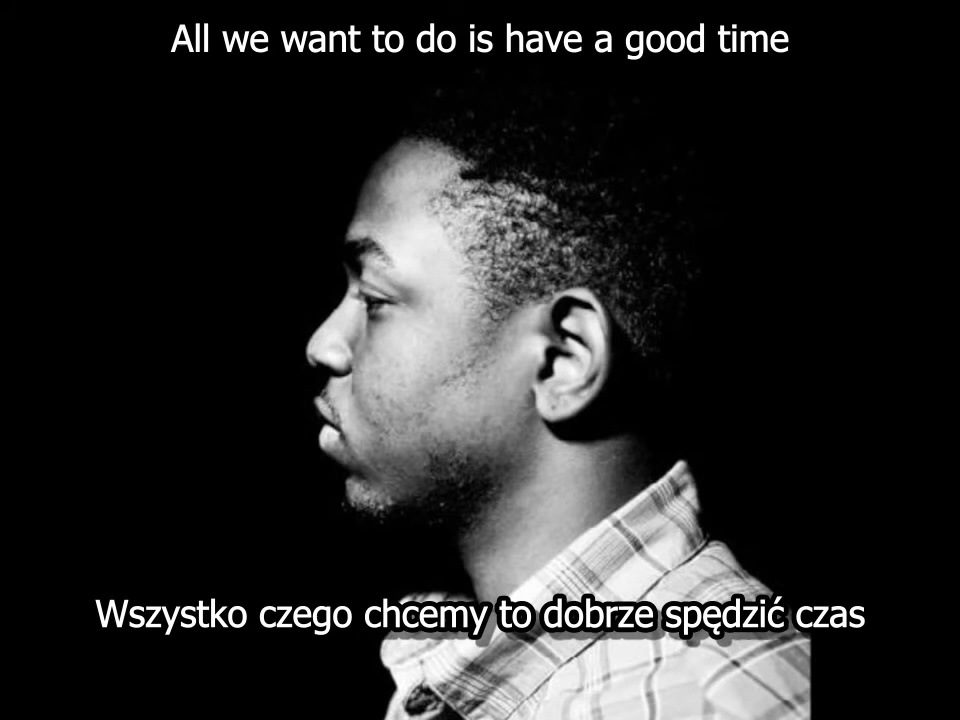 All we want to do is have a good time
Wszystko czego chcemy to dobrze spędzić czas